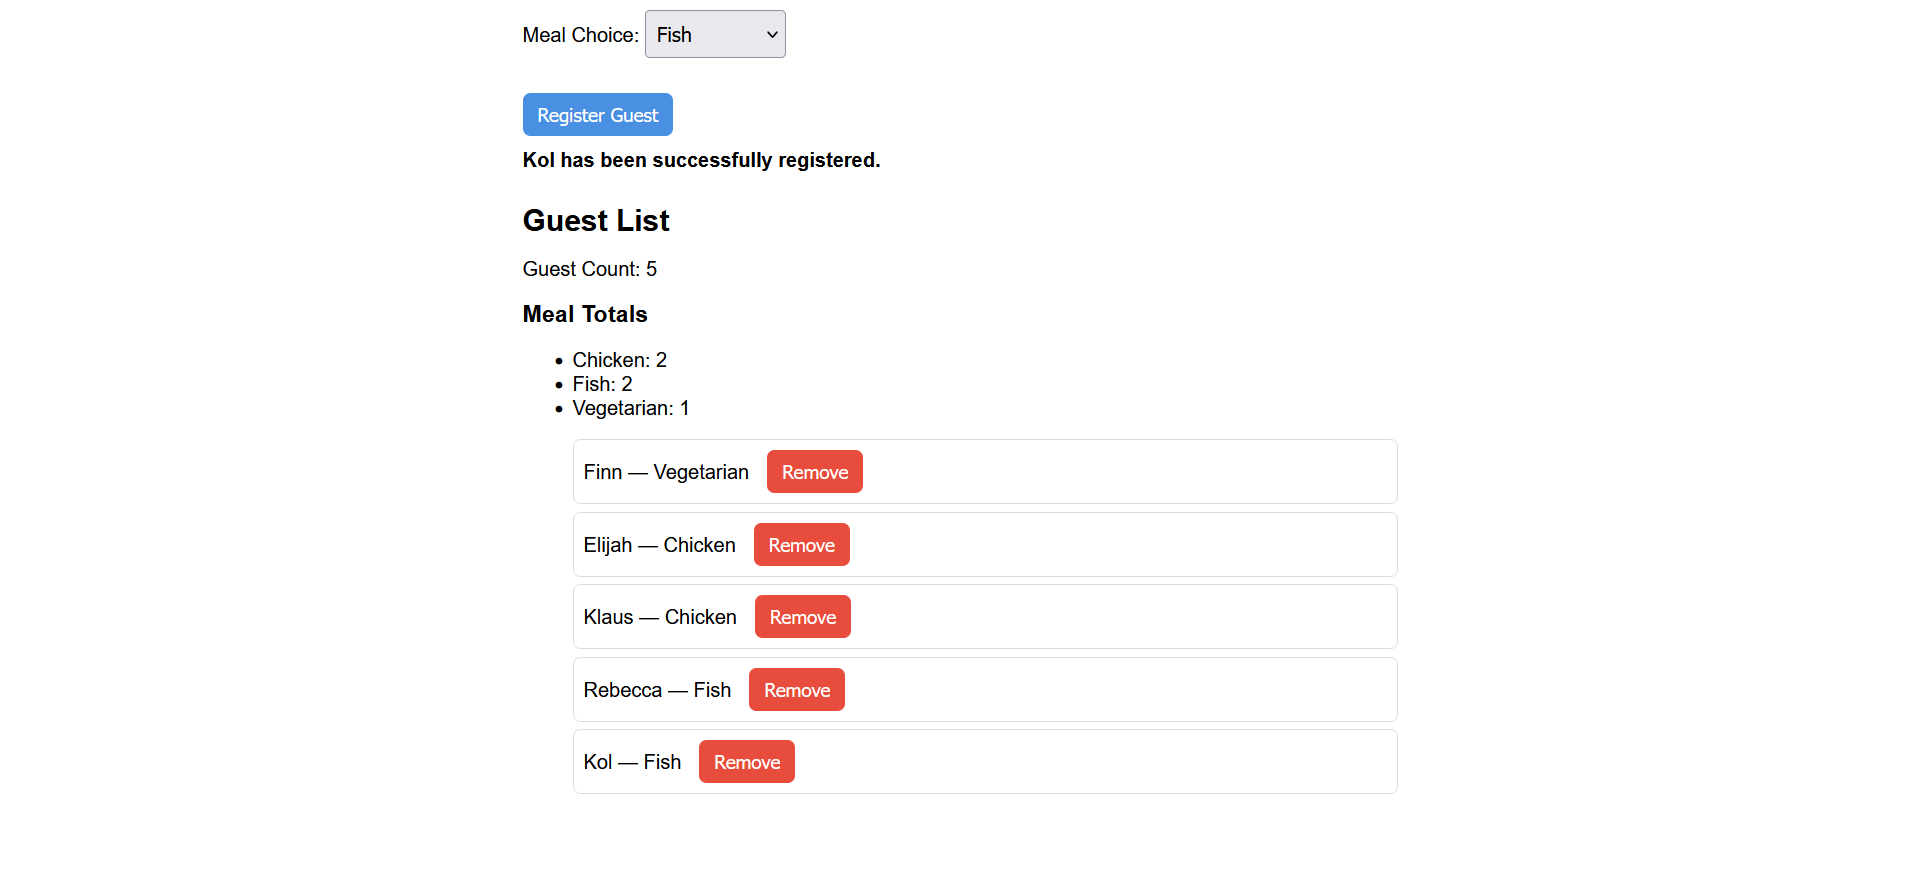 Meal Choice: Fish
Register Guest
Kol has been successfully registered.
Guest List
Guest Count: 5
Meal Totals
• Chicken: 2
• Fish: 2
• Vegetarian: 1
Finn — Vegetarian Remove
Elijah — Chicken Remove
Klaus — Chicken Remove
Rebecca — Fish Remove
Kol — Fish Remove